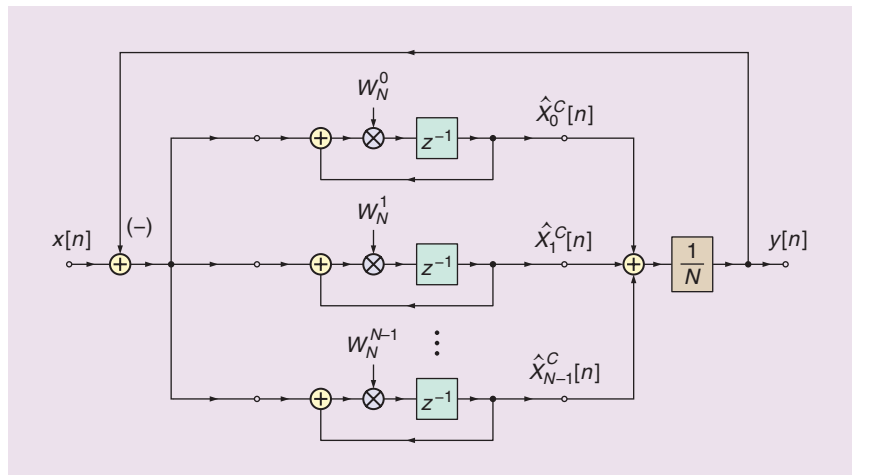 W_N^0
X̂_0^C[n]
z^{-1}
(–)
x[n]
W_N^1
X̂_1^C[n]
z^{-1}
1/N
y[n]
W_N^{N–1}
X̂_{N–1}^C[n]
z^{-1}